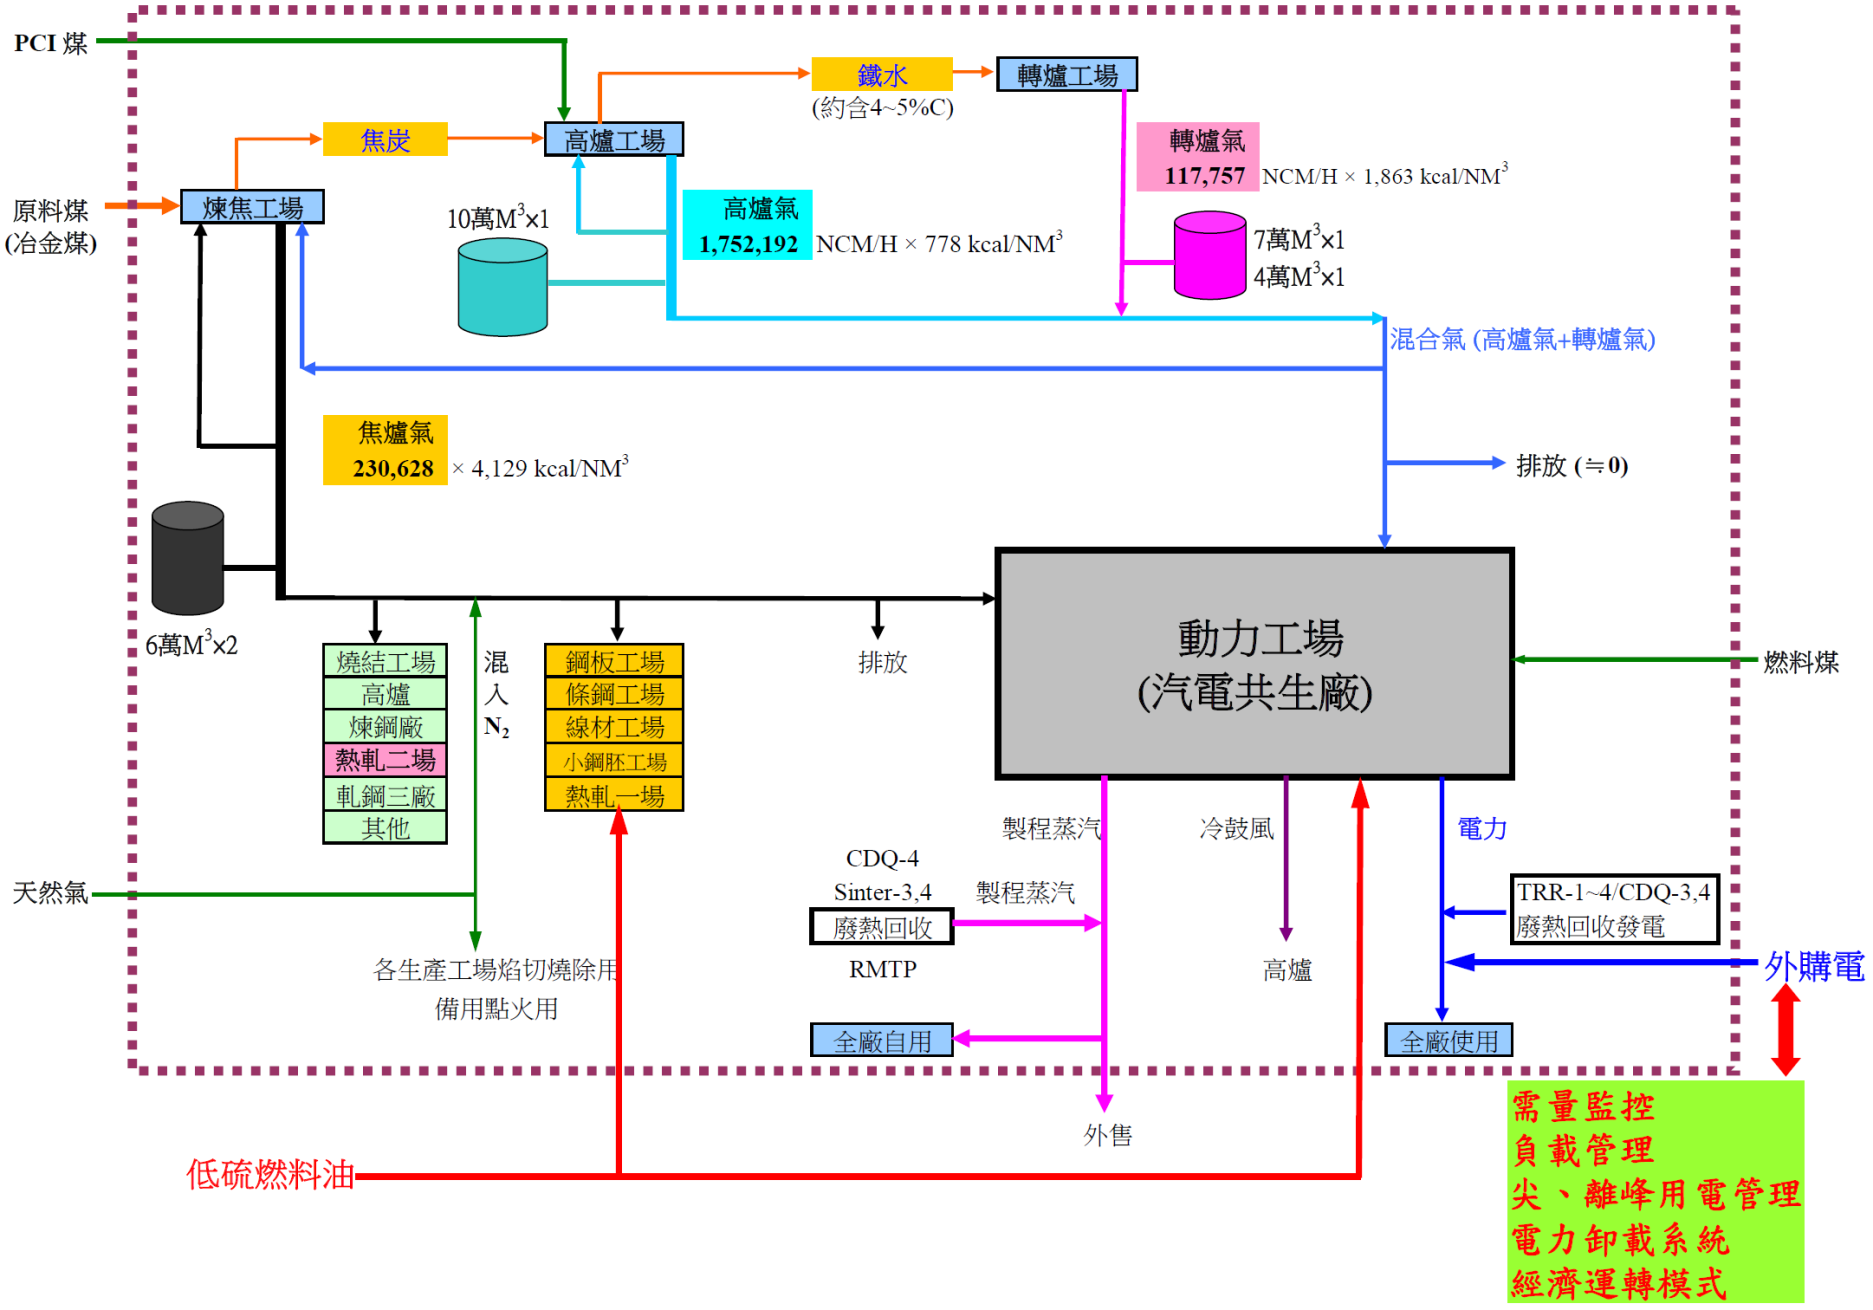 PCI 煤
鐵水
轉爐工場
(約含4~5%C)
焦炭
高爐工場
轉爐氣
117,757 NCM/H × 1,863 kcal/NM³
原料煤
(冶金煤)
煉焦工場
10萬M³×1
高爐氣
1,752,192 NCM/H × 778 kcal/NM³
7萬M³×1
4萬M³×1
混合氣 (高爐氣+轉爐氣)
焦爐氣
230,628 × 4,129 kcal/NM³
排放 (≒0)
6萬M³×2
動力工場
(汽電共生廠)
燃料煤
燒結工場
高爐
煉鋼廠
熱軋二場
軋鋼三廠
其他
混
入
N₂
鋼板工場
條鋼工場
線材工場
小鋼胚工場
熱軋一場
排放
製程蒸汽
冷鼓風
電力
CDQ-4
Sinter-3,4
製程蒸汽
廢熱回收
RMTP
TRR-1~4/CDQ-3,4
廢熱回收發電
天然氣
各生產工場焰切燒除用
備用點火用
高爐
外購電
全廠自用
全廠使用
外售
低硫燃料油
需量監控
負載管理
尖、離峰用電管理
電力卸載系統
經濟運轉模式